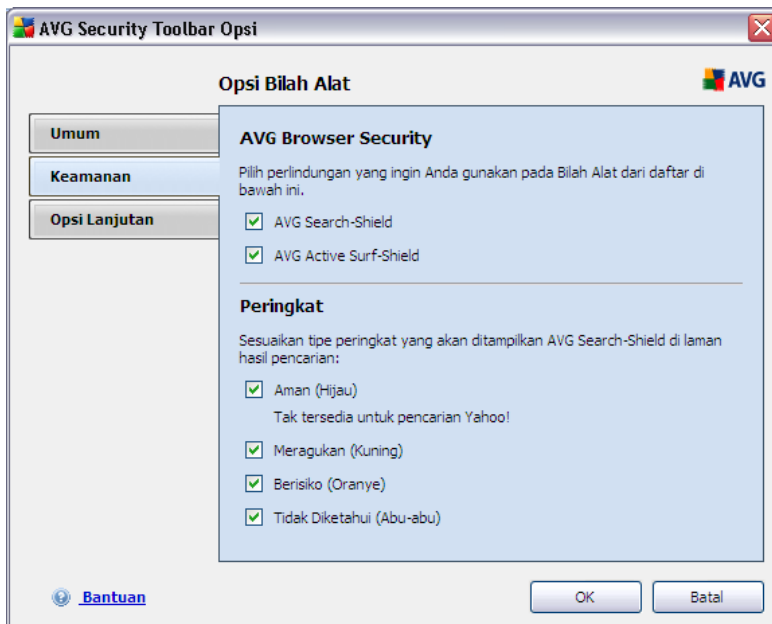 AVG Security Toolbar Opsi
Opsi Bilah Alat
AVG
Umum
Keamanan
Opsi Lanjutan
AVG Browser Security
Pilih perlindungan yang ingin Anda gunakan pada Bilah Alat dari daftar di
bawah ini.
AVG Search-Shield
AVG Active Surf-Shield
Peringkat
Sesuaikan tipe peringkat yang akan ditampilkan AVG Search-Shield di laman
hasil pencarian:
Aman (Hijau)
Tak tersedia untuk pencarian Yahoo!
Meragukan (Kuning)
Berisiko (Oranye)
Tidak Diketahui (Abu-abu)
Bantuan
OK
Batal